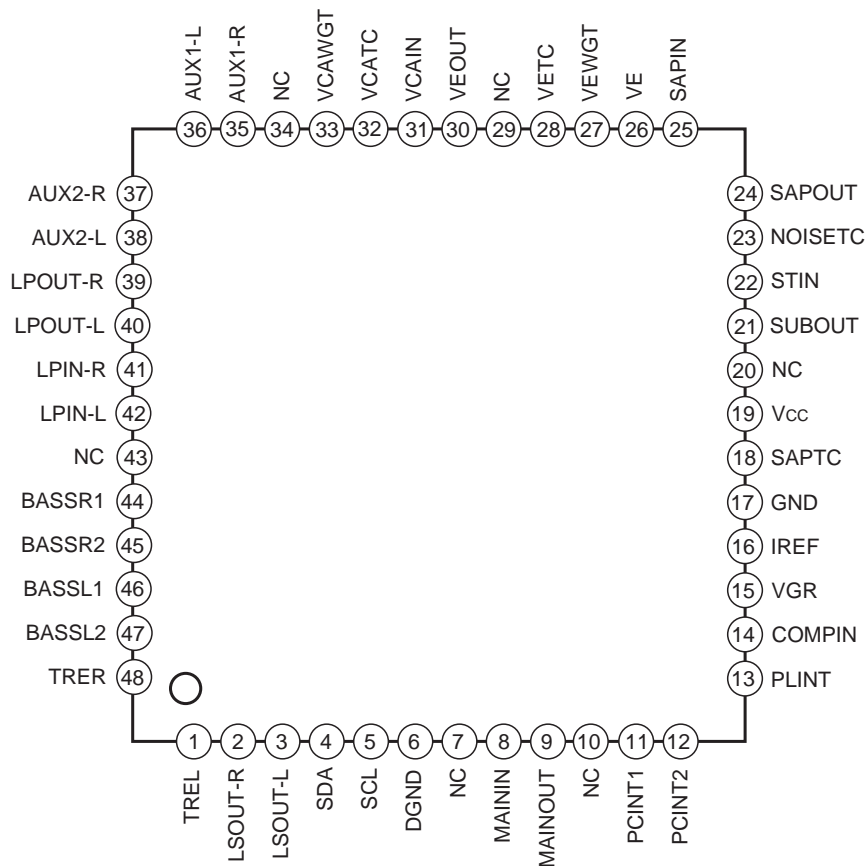 AUX1-L
AUX1-R
NC
VCAWGT
VCATC
VCAIN
VEOUT
NC
VETC
VEWGT
VE
SAPIN
36 35 34 33 32 31 30 29 28 27 26 25
AUX2-R 37
AUX2-L 38
LPOUT-R 39
LPOUT-L 40
LPIN-R 41
LPIN-L 42
NC 43
BASSR1 44
BASSR2 45
BASSL1 46
BASSL2 47
TRER 48
24 SAPOUT
23 NOISETC
22 STIN
21 SUBOUT
20 NC
19 Vcc
18 SAPTC
17 GND
16 IREF
15 VGR
14 COMPIN
13 PLINT
1 2 3 4 5 6 7 8 9 10 11 12
TREL
LSOUT-R
LSOUT-L
SDA
SCL
DGND
NC
MAININ
MAINOUT
NC
PCINT1
PCINT2